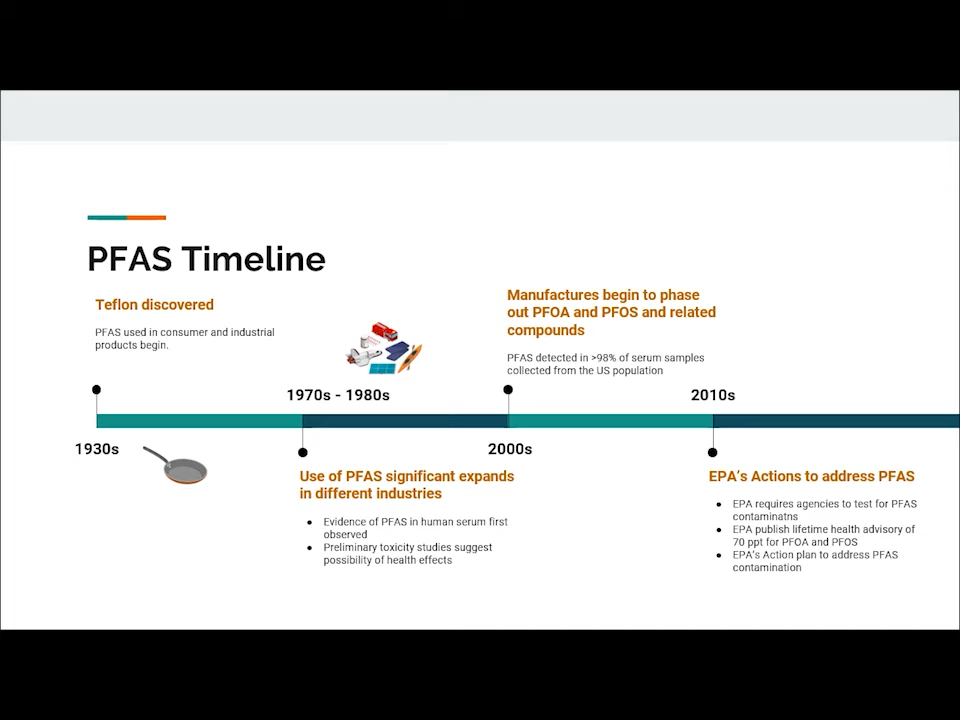 PFAS Timeline
Teflon discovered
PFAS used in consumer and industrial
products begin.
1930s
1970s - 1980s
Use of PFAS significant expands
in different industries
● Evidence of PFAS in human serum first
observed
● Preliminary toxicity studies suggest
possibility of health effects
Manufactures begin to phase
out PFOA and PFOS and related
compounds
PFAS detected in >98% of serum samples
collected from the US population
2000s
2010s
EPA's Actions to address PFAS
● EPA requires agencies to test for PFAS
contaminatns
● EPA publish lifetime health advisory of
70 ppt for PFOA and PFOS
● EPA's Action plan to address PFAS
contamination